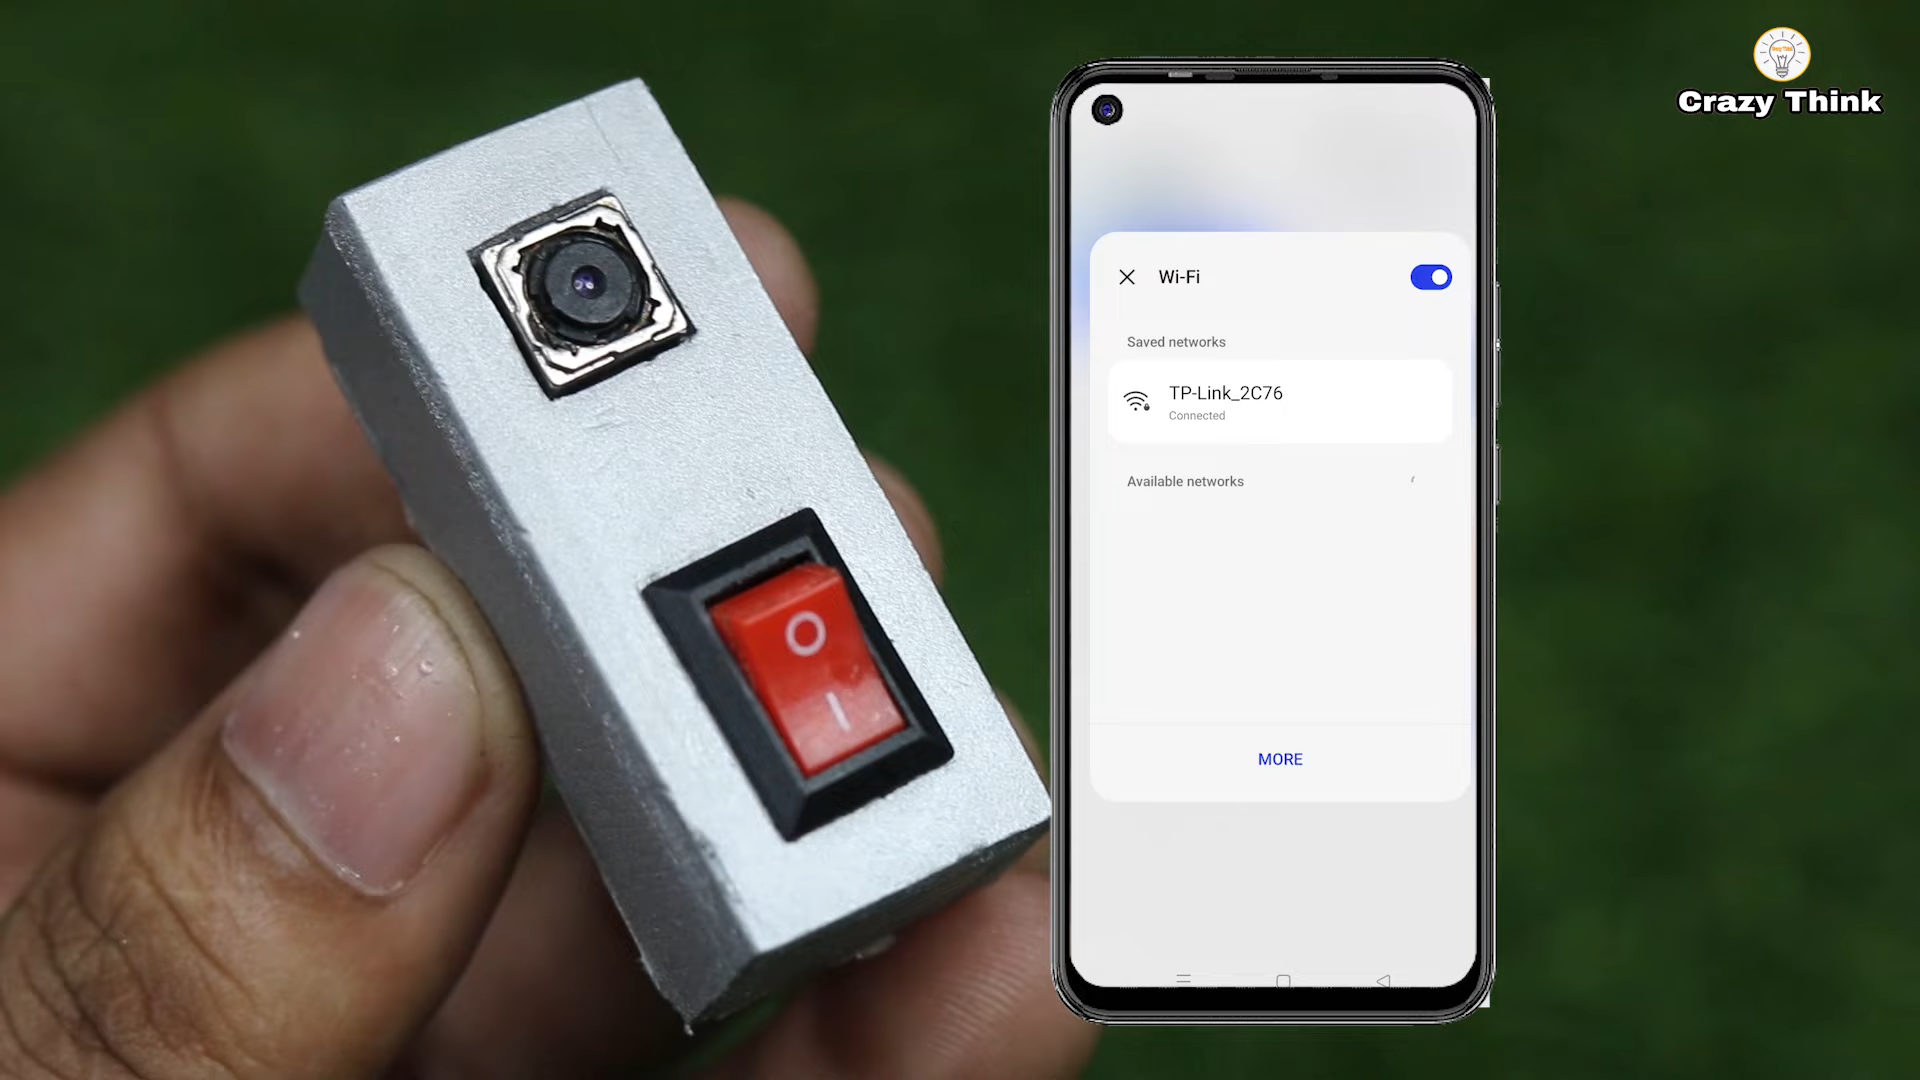 Crazy Think
Wi-Fi
Saved networks
TP-Link_2C76
Connected
Available networks
MORE
O
I